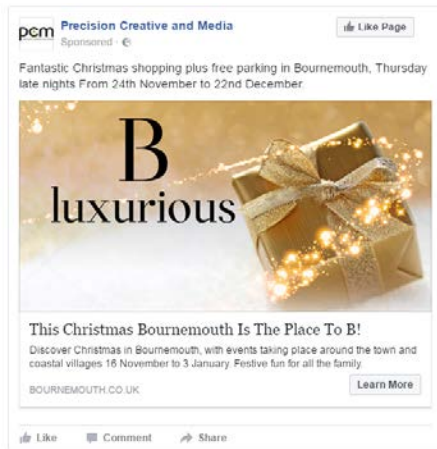 pcm
Precision Creative and Media
Like Page
Sponsored ·
Fantastic Christmas shopping plus free parking in Bournemouth, Thursday
late nights From 24th November to 22nd December.
B
luxurious
This Christmas Bournemouth Is The Place To B!
Discover Christmas in Bournemouth, with events taking place around the town and
coastal villages 16 November to 3 January. Festive fun for all the family.
BOURNEMOUTH.CO.UK
Learn More
Like Comment Share